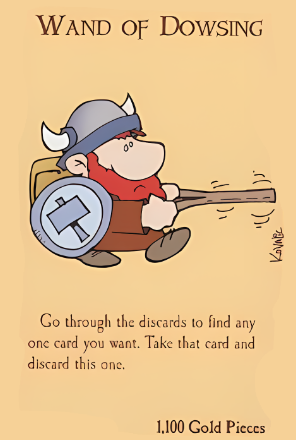 Wand of Dowsing
Kovalic
Go through the discards to find any
one card you want. Take that card and
discard this one.
1,100 Gold Pieces